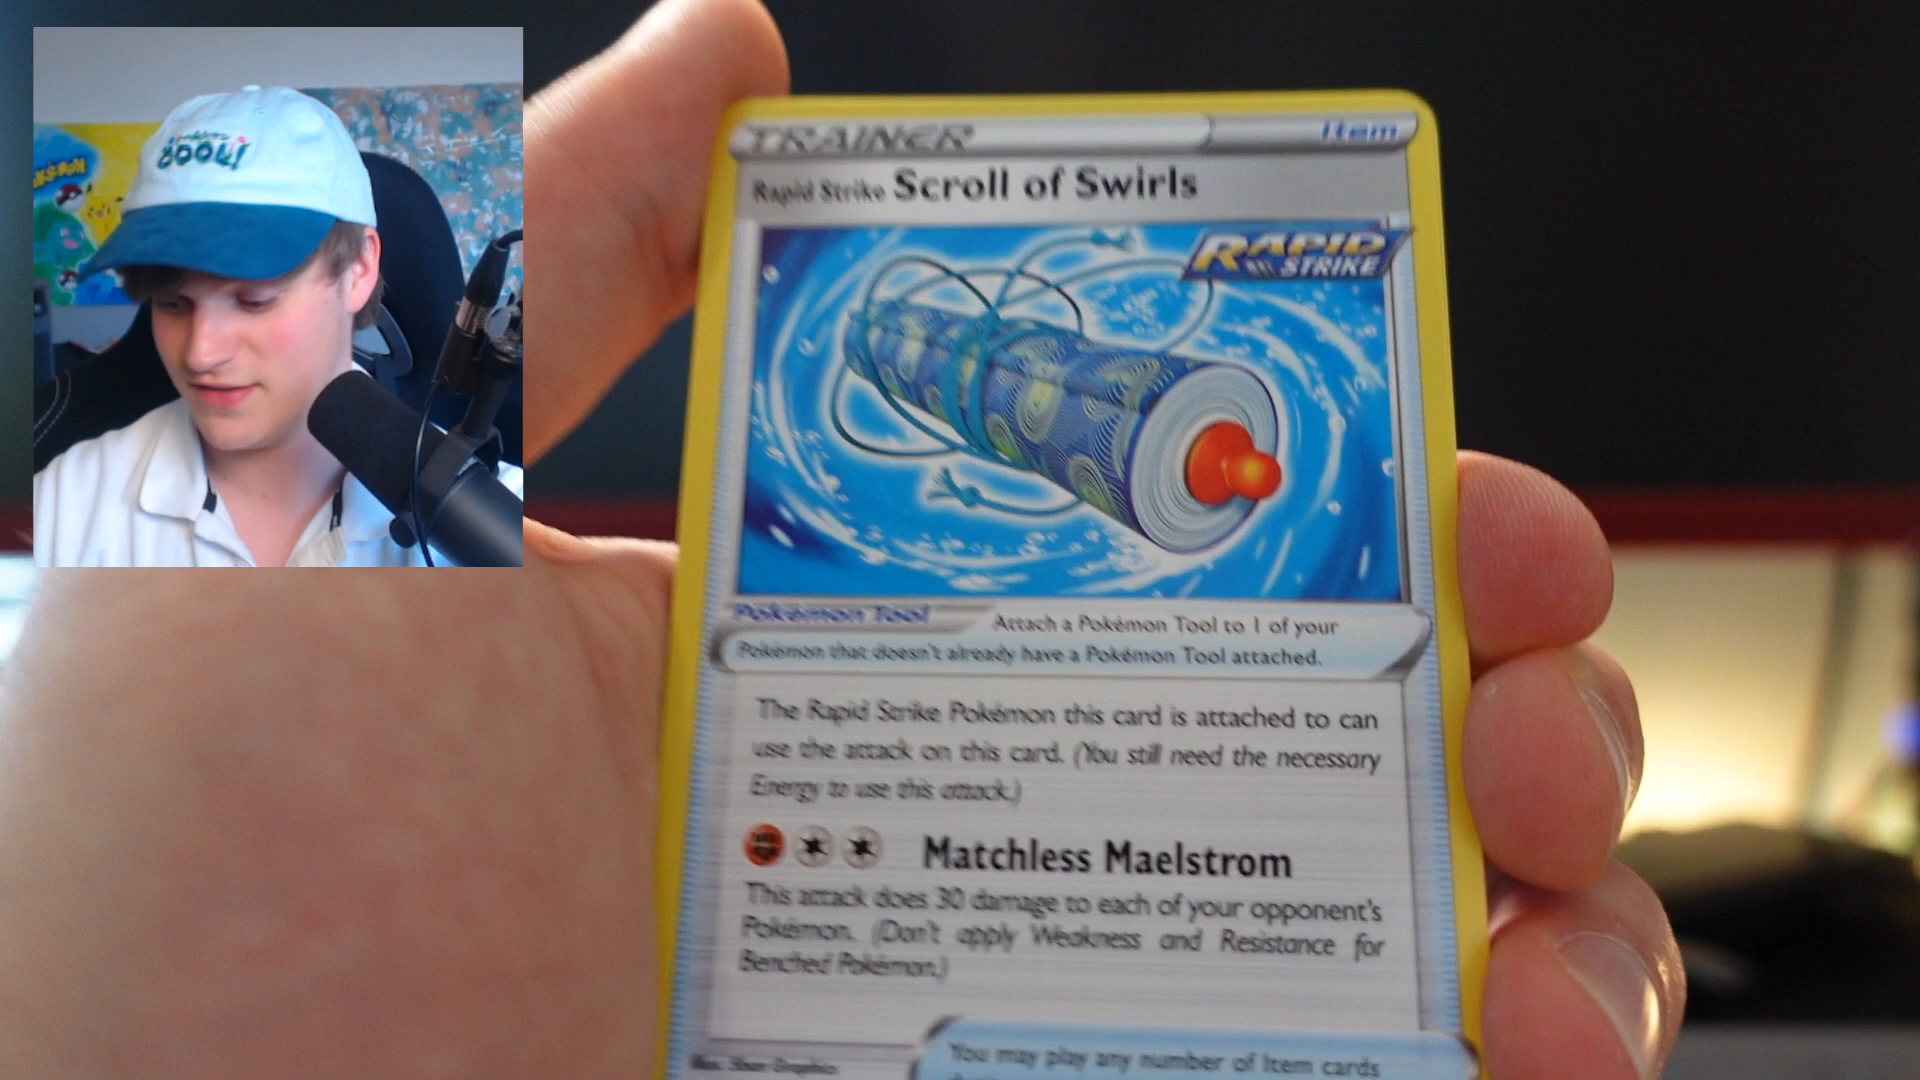 TRAINER
Item
Rapid Strike Scroll of Swirls
RAPID
STRIKE
Pokémon Tool
Attach a Pokémon Tool to 1 of your
Pokémon that doesn't already have a Pokémon Tool attached.
The Rapid Strike Pokémon this card is attached to can
use the attack on this card. (You still need the necessary
Energy to use this attack.)
Matchless Maelstrom
This attack does 30 damage to each of your opponent's
Pokémon. (Don't apply Weakness and Resistance for
Benched Pokémon.)
You may play any number of Item cards